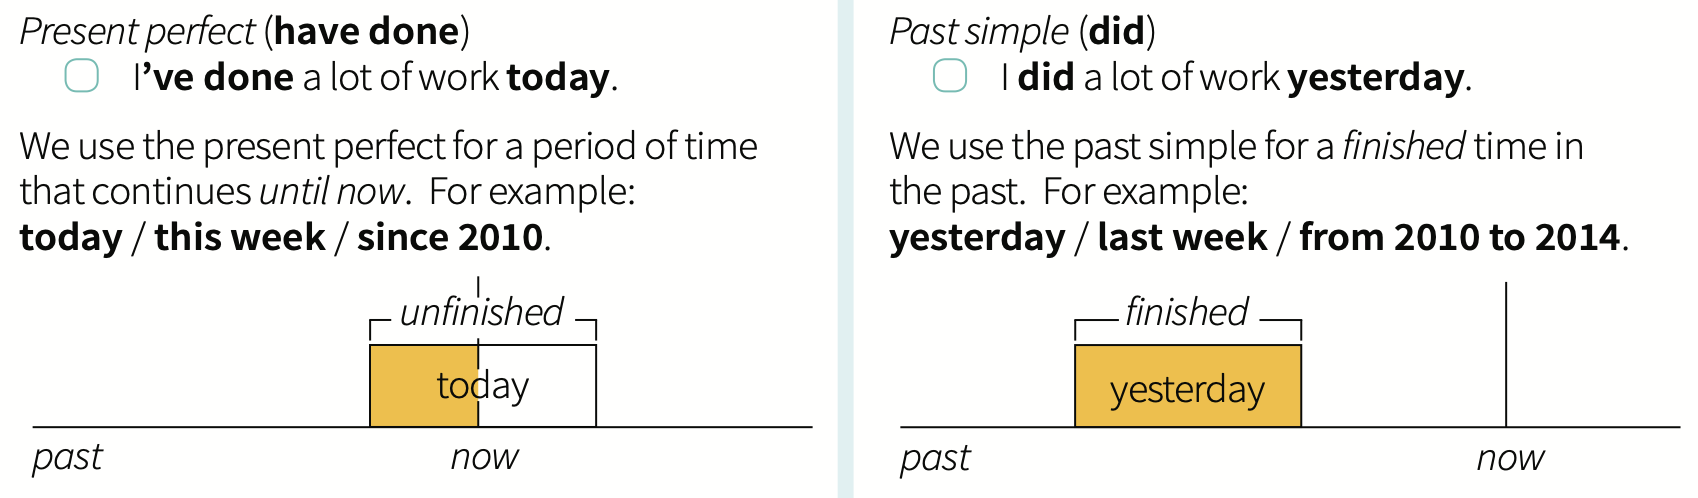 Present perfect (have done)
I’ve done a lot of work today.
We use the present perfect for a period of time
that continues until now. For example:
today / this week / since 2010.
unfinished
today
past
now
Past simple (did)
I did a lot of work yesterday.
We use the past simple for a finished time in
the past. For example:
yesterday / last week / from 2010 to 2014.
finished
yesterday
past
now